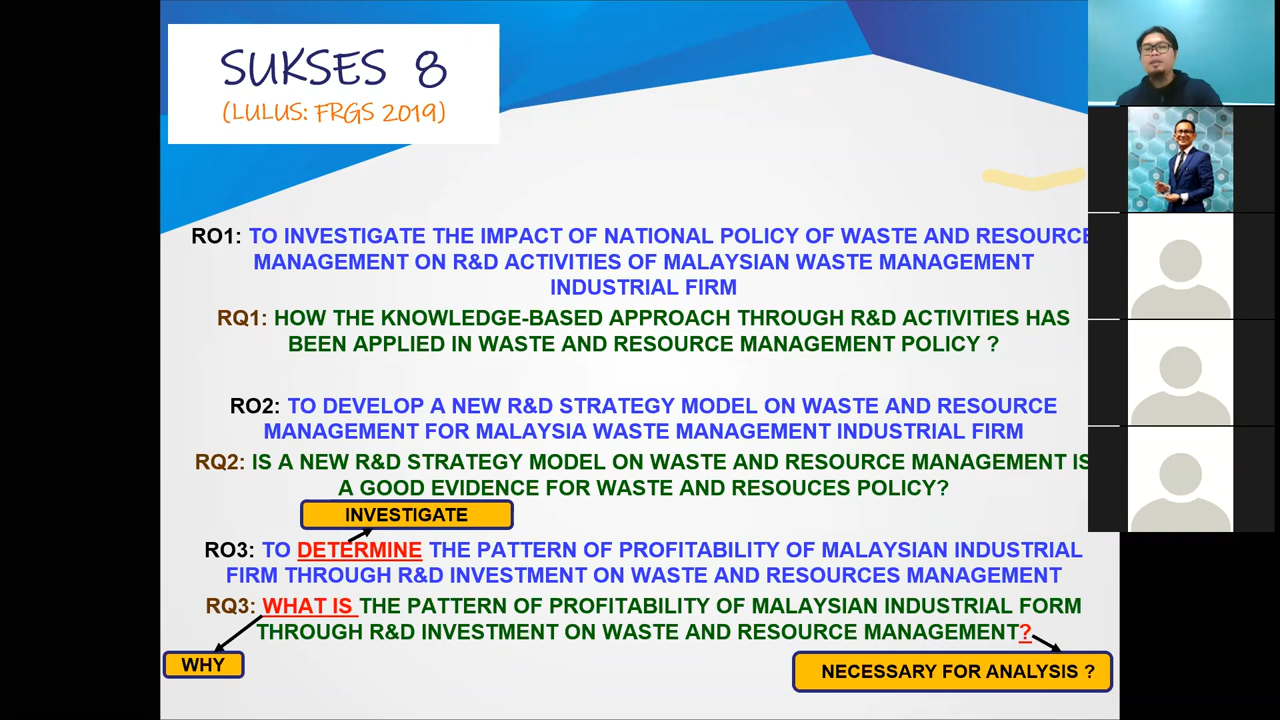 SUKSES 8
(LULUS: FRGS 2019)
RO1: TO INVESTIGATE THE IMPACT OF NATIONAL POLICY OF WASTE AND RESOURCE
MANAGEMENT ON R&D ACTIVITIES OF MALAYSIAN WASTE MANAGEMENT
INDUSTRIAL FIRM
RQ1: HOW THE KNOWLEDGE-BASED APPROACH THROUGH R&D ACTIVITIES HAS
BEEN APPLIED IN WASTE AND RESOURCE MANAGEMENT POLICY ?
RO2: TO DEVELOP A NEW R&D STRATEGY MODEL ON WASTE AND RESOURCE
MANAGEMENT FOR MALAYSIA WASTE MANAGEMENT INDUSTRIAL FIRM
RQ2: IS A NEW R&D STRATEGY MODEL ON WASTE AND RESOURCE MANAGEMENT IS
A GOOD EVIDENCE FOR WASTE AND RESOUCES POLICY?
INVESTIGATE
RO3: TO DETERMINE THE PATTERN OF PROFITABILITY OF MALAYSIAN INDUSTRIAL
FIRM THROUGH R&D INVESTMENT ON WASTE AND RESOURCES MANAGEMENT
RQ3: WHAT IS THE PATTERN OF PROFITABILITY OF MALAYSIAN INDUSTRIAL FORM
THROUGH R&D INVESTMENT ON WASTE AND RESOURCE MANAGEMENT?
WHY
NECESSARY FOR ANALYSIS ?